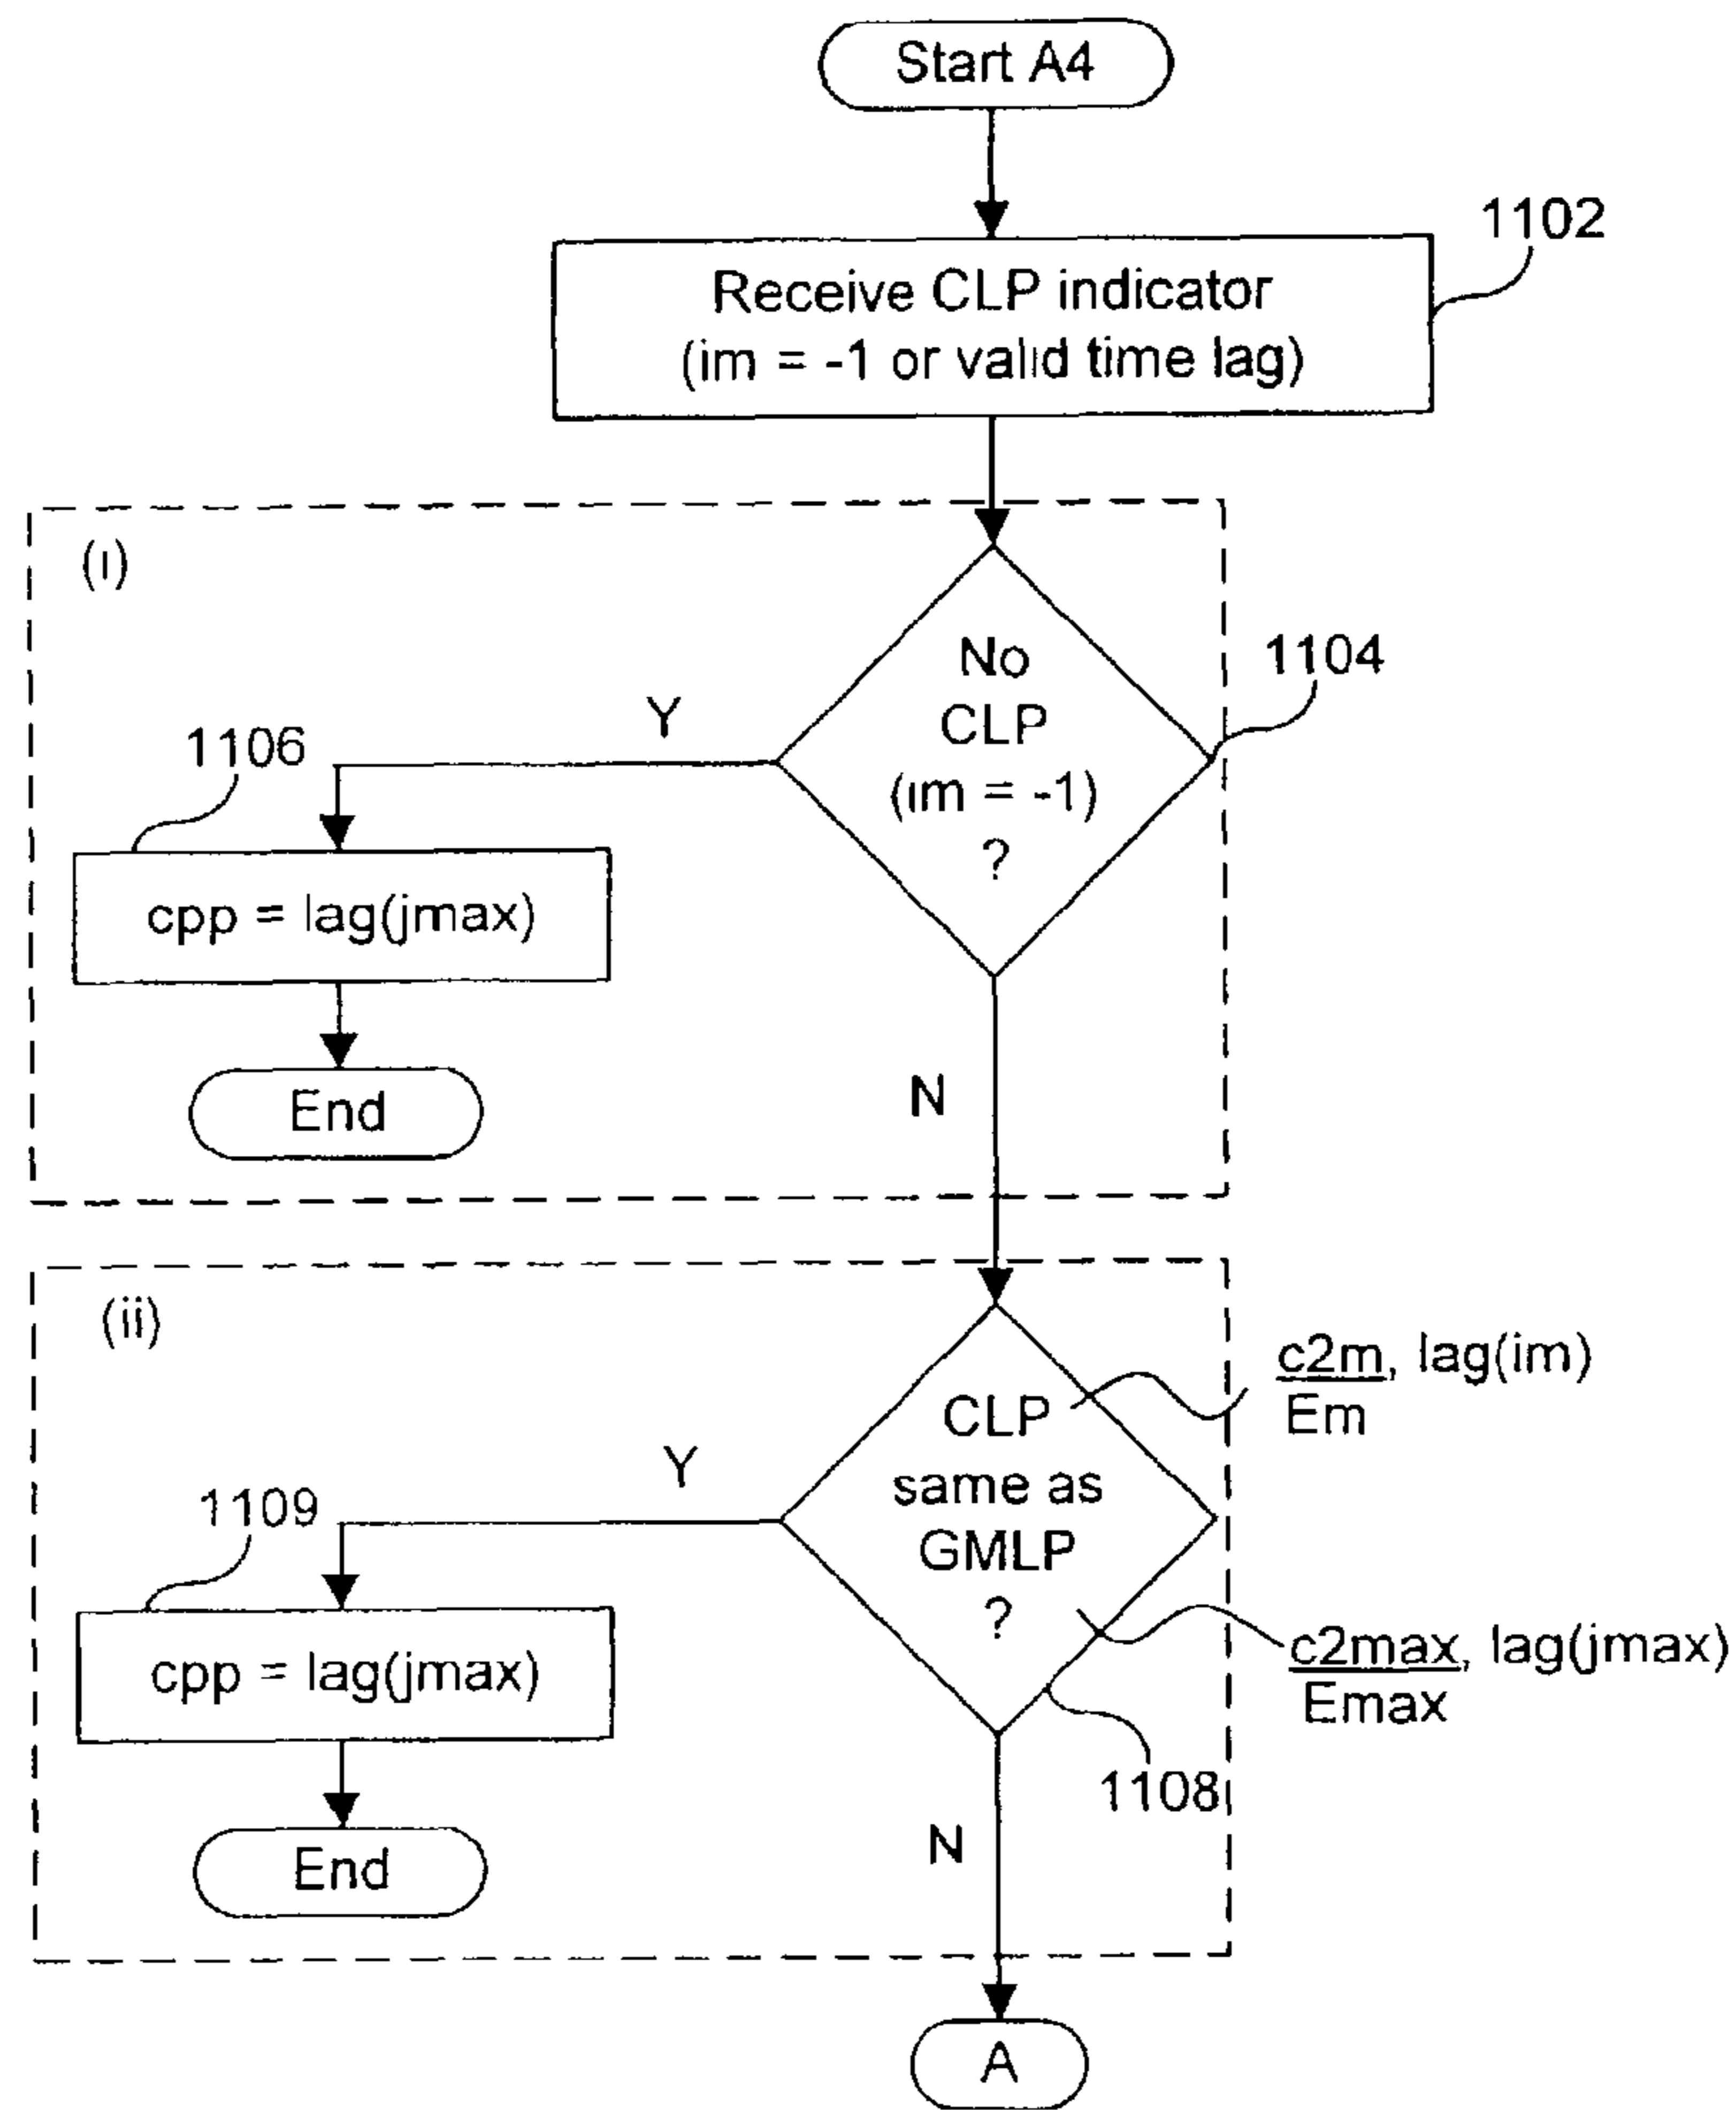 Start A4
1102
Receive CLP indicator
(im = -1 or valid time lag)
(i)
No
CLP
(im = -1)
?
1104
Y
1106
cpp = lag(jmax)
End
N
(ii)
CLP
same as
GMLP
?
c2m, lag(im)
Em
Y
1109
cpp = lag(jmax)
c2max, lag(jmax)
Emax
1108
End
N
A